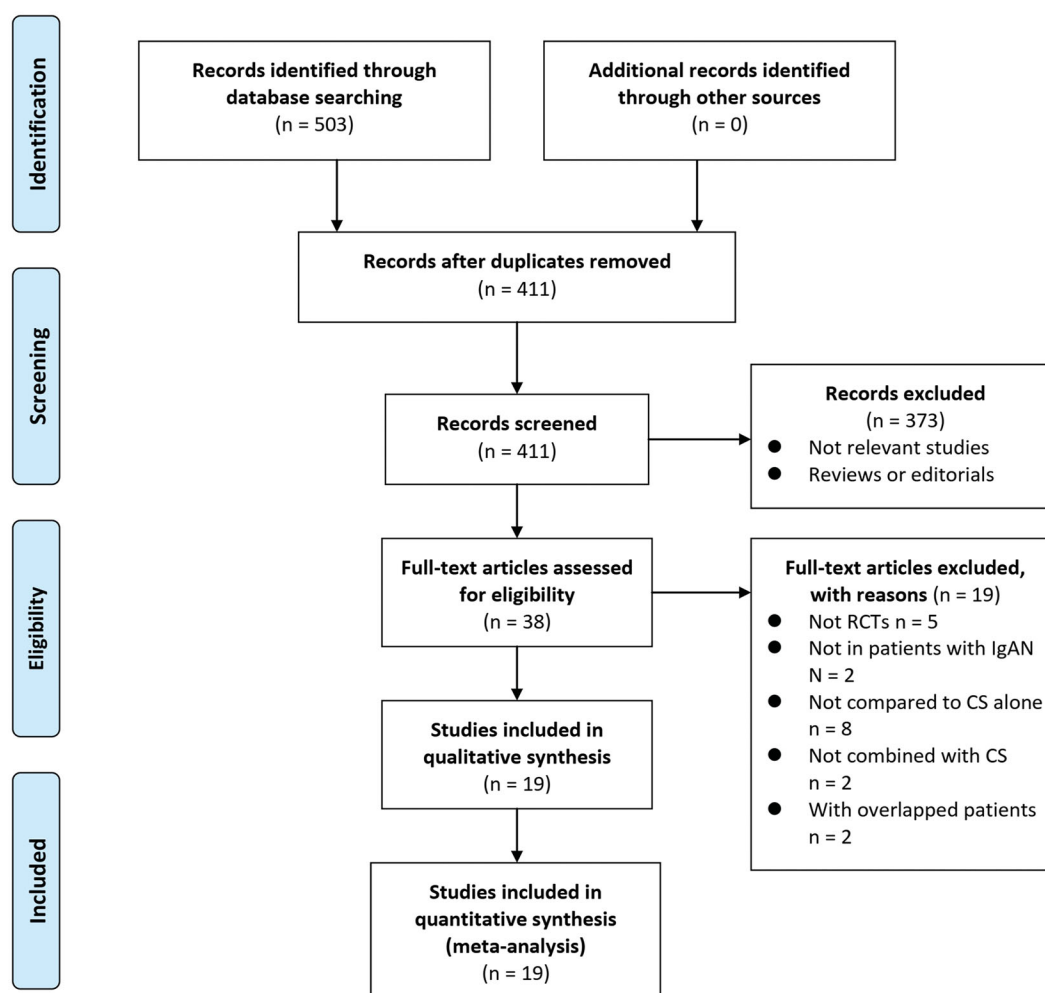 Identification
Records identified through
database searching
(n = 503)
Additional records identified
through other sources
(n = 0)
Records after duplicates removed
(n = 411)
Screening
Records screened
(n = 411)
Records excluded
(n = 373)
● Not relevant studies
● Reviews or editorials
Eligibility
Full-text articles assessed
for eligibility
(n = 38)
Full-text articles excluded,
with reasons (n = 19)
● Not RCTs n = 5
● Not in patients with IgAN
N = 2
● Not compared to CS alone
n = 8
● Not combined with CS
n = 2
● With overlapped patients
n = 2
Studies included in
qualitative synthesis
(n = 19)
Included
Studies included in
quantitative synthesis
(meta-analysis)
(n = 19)